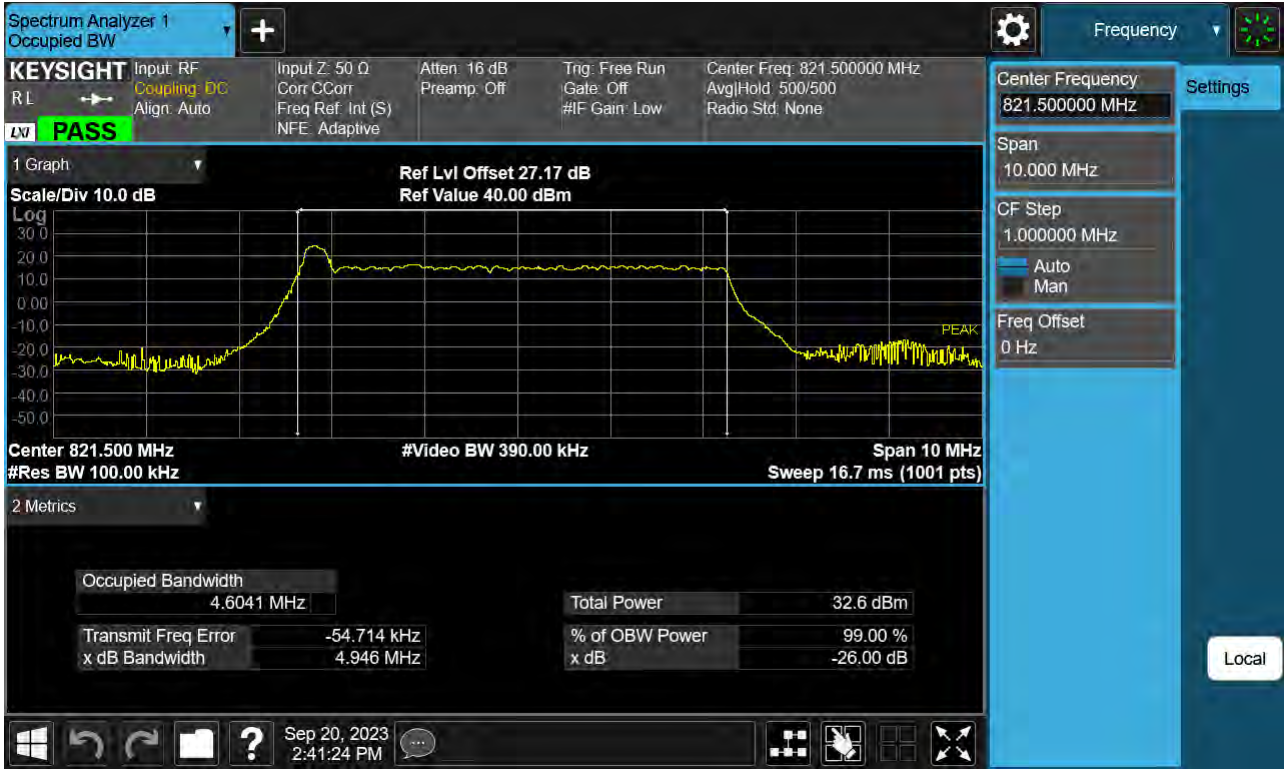 Spectrum Analyzer 1
Occupied BW
Frequency
KEYSIGHT
RL
LXI
PASS
Input: RF
Coupling: DC
Align: Auto
Input Z: 50 Ω
Corr CCorr
Freq Ref: Int (S)
NFE: Adaptive
Atten: 16 dB
Preamp: Off
Trig: Free Run
Gate: Off
#IF Gain: Low
Center Freq: 821.500000 MHz
Avg|Hold: 500/500
Radio Std: None
1 Graph
Scale/Div 10.0 dB
Ref Lvl Offset 27.17 dB
Ref Value 40.00 dBm
Log
30.0
20.0
10.0
0.00
-10.0
-20.0
-30.0
-40.0
-50.0
PEAK
Center 821.500 MHz
#Video BW 390.00 kHz
Span 10 MHz
#Res BW 100.00 kHz
Sweep 16.7 ms (1001 pts)
2 Metrics
Occupied Bandwidth
4.6041 MHz
Total Power 32.6 dBm
Transmit Freq Error -54.714 kHz
% of OBW Power 99.00 %
x dB Bandwidth 4.946 MHz
x dB -26.00 dB
Sep 20, 2023
2:41:24 PM
?
Center Frequency
821.500000 MHz
Settings
Span
10.000 MHz
CF Step
1.000000 MHz
Auto
Man
Freq Offset
0 Hz
Local